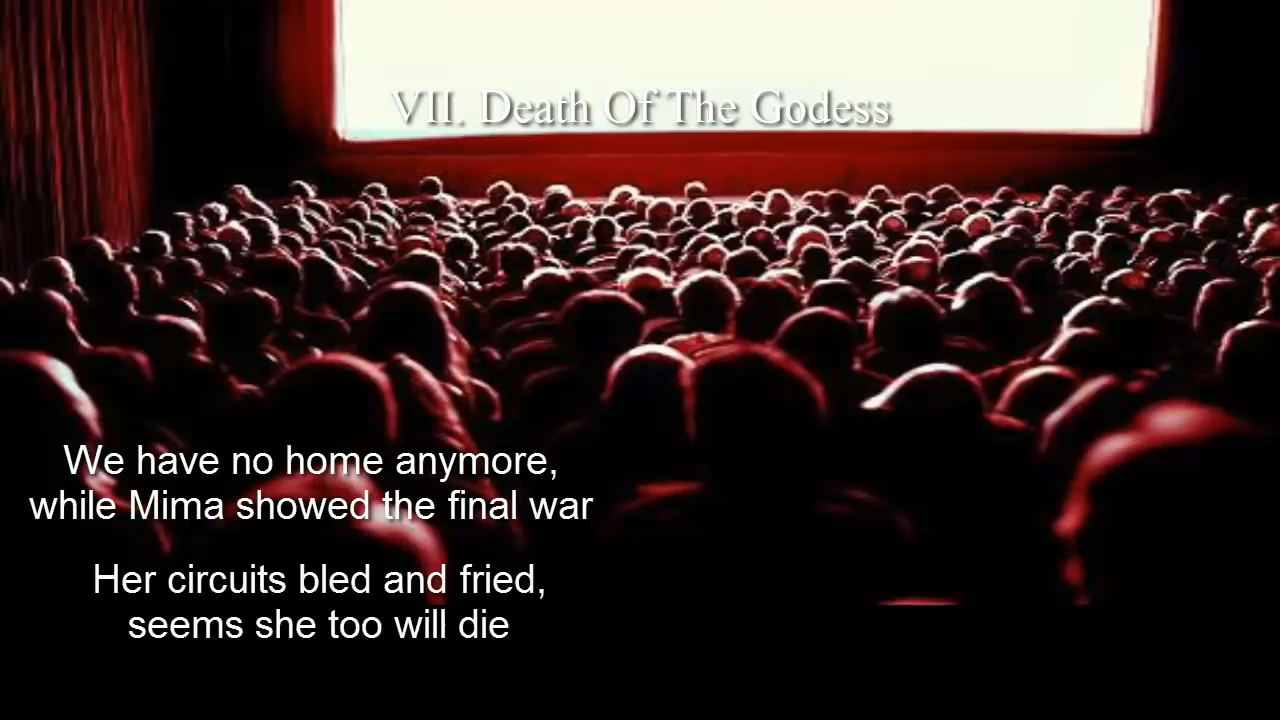 VII. Death Of The Godess
We have no home anymore,
while Mima showed the final war
Her circuits bled and fried,
seems she too will die